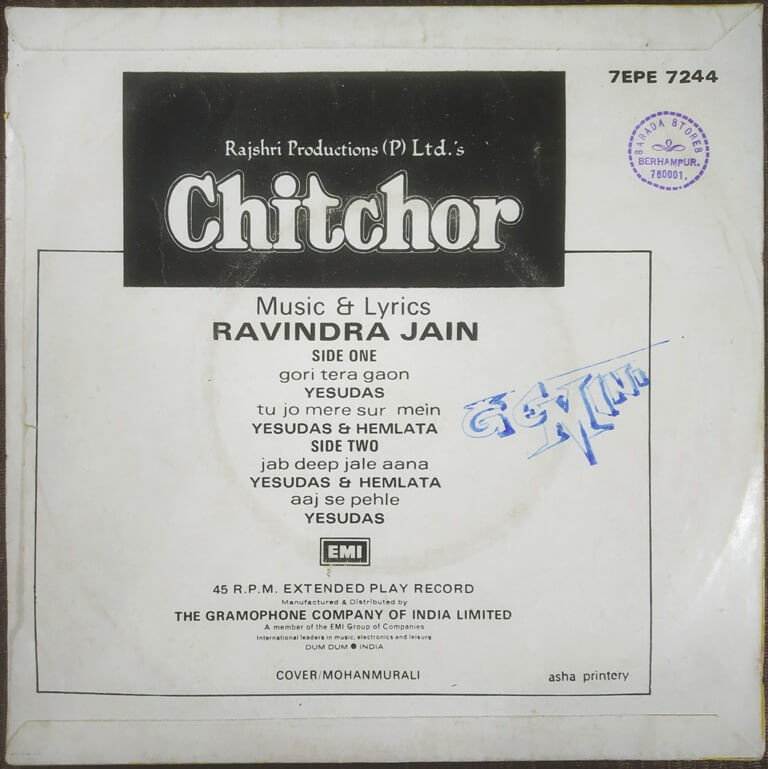 7EPE 7244
SARADA STORES
BERHAMPUR.
760001.
Rajshri Productions (P) Ltd.'s
Chitchor
Music & Lyrics
RAVINDRA JAIN
SIDE ONE
gori tera gaon
YESUDAS
tu jo mere sur mein
YESUDAS & HEMLATA
SIDE TWO
jab deep jale aana
YESUDAS & HEMLATA
aaj se pehle
YESUDAS
GEMINI
EMI
45 R.P.M. EXTENDED PLAY RECORD
Manufactured & Distributed by
THE GRAMOPHONE COMPANY OF INDIA LIMITED
A member of the EMI Group of Companies
International leaders in music, electronics and leisure
DUM DUM ● INDIA
COVER/MOHANMURALI
asha printery